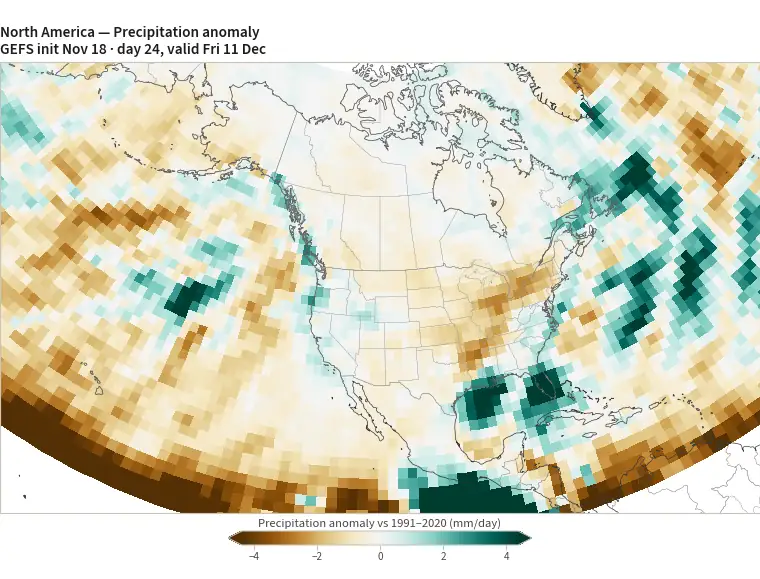 North America — Precipitation anomaly
GEFS init Nov 18 · day 24, valid Fri 11 Dec
Precipitation anomaly vs 1991–2020 (mm/day)
−4 −2 0 2 4